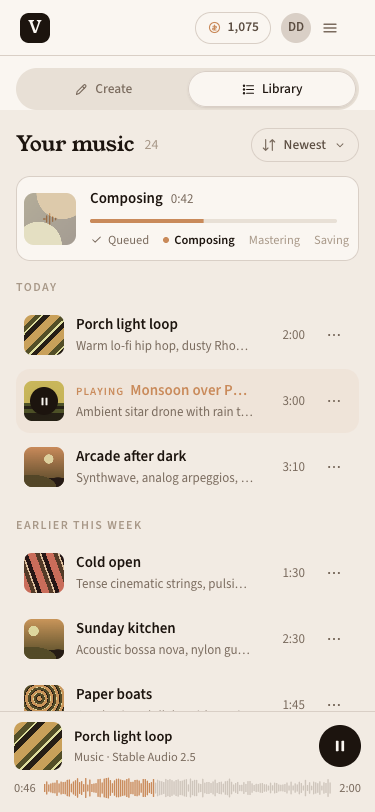 V
1,075
DD
Create
Library
Your music 24
Newest
Composing 0:42
Queued
Composing
Mastering
Saving
TODAY
Porch light loop
Warm lo-fi hip hop, dusty Rho…
2:00
PLAYING Monsoon over P…
Ambient sitar drone with rain t…
3:00
Arcade after dark
Synthwave, analog arpeggios, …
3:10
EARLIER THIS WEEK
Cold open
Tense cinematic strings, pulsi…
1:30
Sunday kitchen
Acoustic bossa nova, nylon gu…
2:30
Paper boats
1:45
Porch light loop
Music · Stable Audio 2.5
0:46
2:00